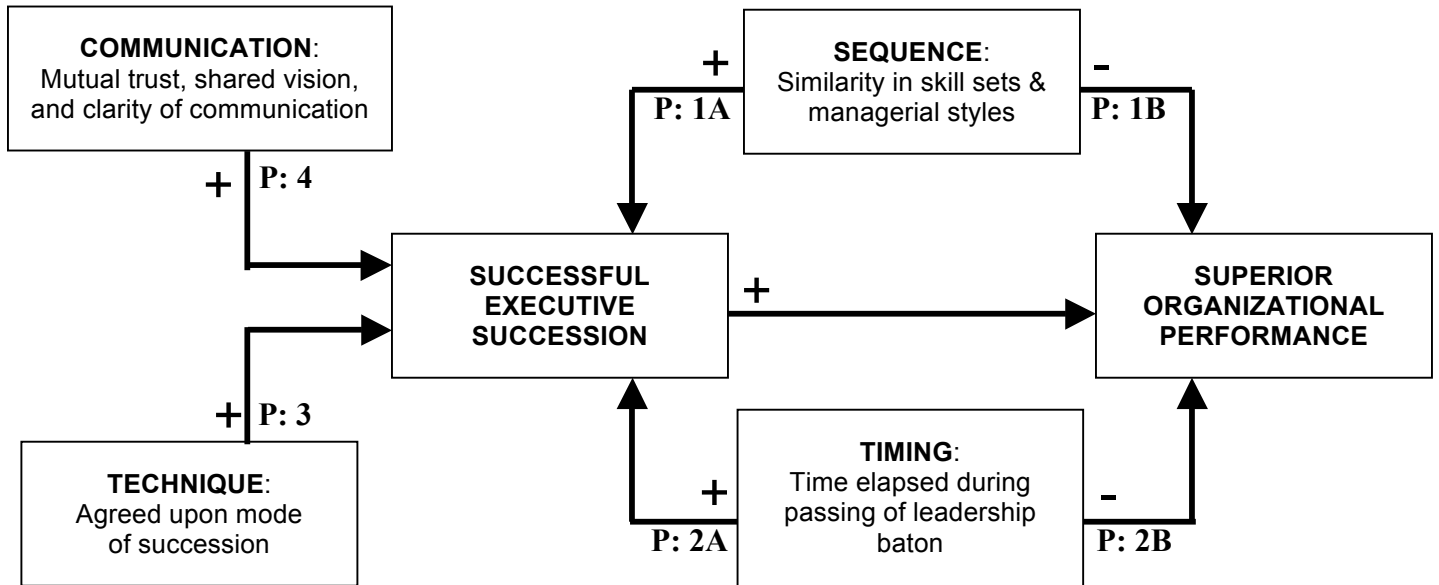 COMMUNICATION:
Mutual trust, shared vision,
and clarity of communication
+
P: 4
SEQUENCE:
Similarity in skill sets &
managerial styles
+
P: 1A
-
P: 1B
SUCCESSFUL
EXECUTIVE
SUCCESSION
+
SUPERIOR
ORGANIZATIONAL
PERFORMANCE
+
P: 3
TECHNIQUE:
Agreed upon mode
of succession
TIMING:
Time elapsed during
passing of leadership
baton
+
P: 2A
-
P: 2B